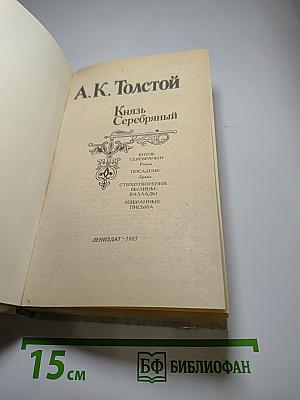 А.К. Толстой
Князь
Серебряный
КНЯЗЬ
СЕРЕБРЯНЫЙ
Роман
ПОСАДНИК
Драма
СТИХОТВОРЕНИЯ,
БЫЛИНЫ,
БАЛЛАДЫ
ИЗБРАННЫЕ
ПИСЬМА
ЛЕНИЗДАТ · 1983
15 см
БФ БИБЛИОФАН